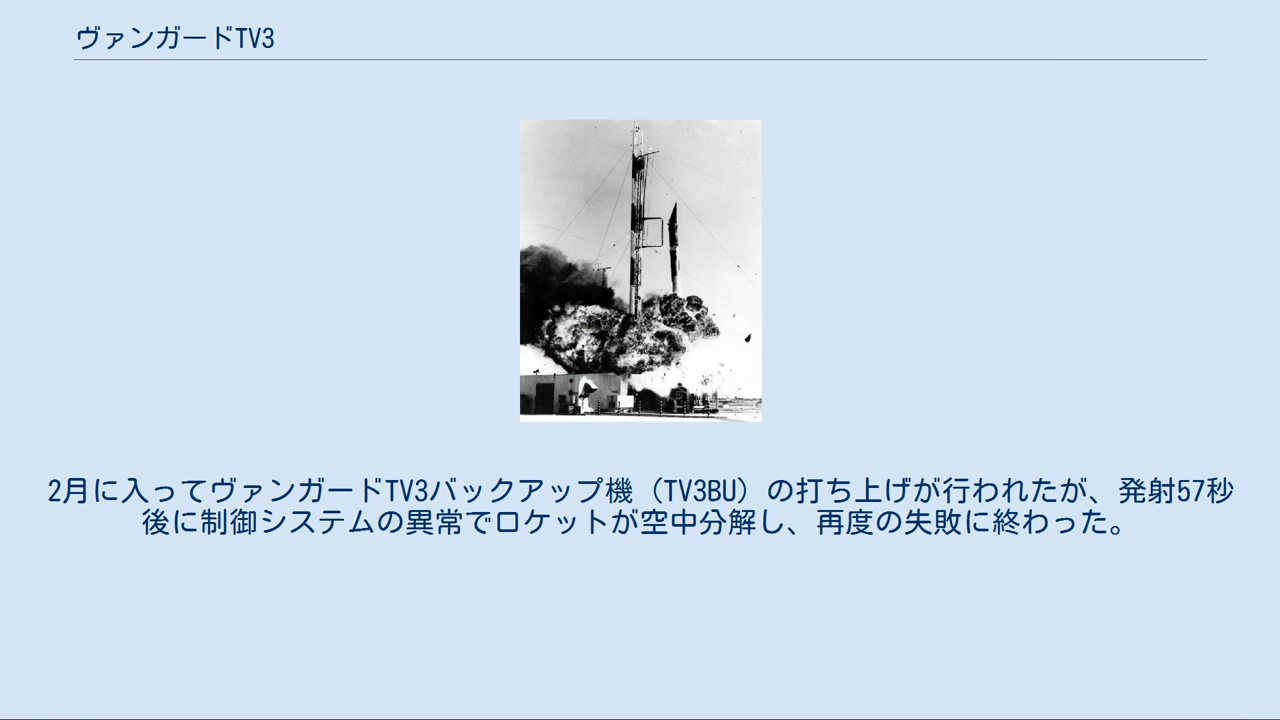 ヴァンガードTV3
2月に入ってヴァンガードTV3バックアップ機（TV3BU）の打ち上げが行われたが、発射57秒
後に制御システムの異常でロケットが空中分解し、再度の失敗に終わった。